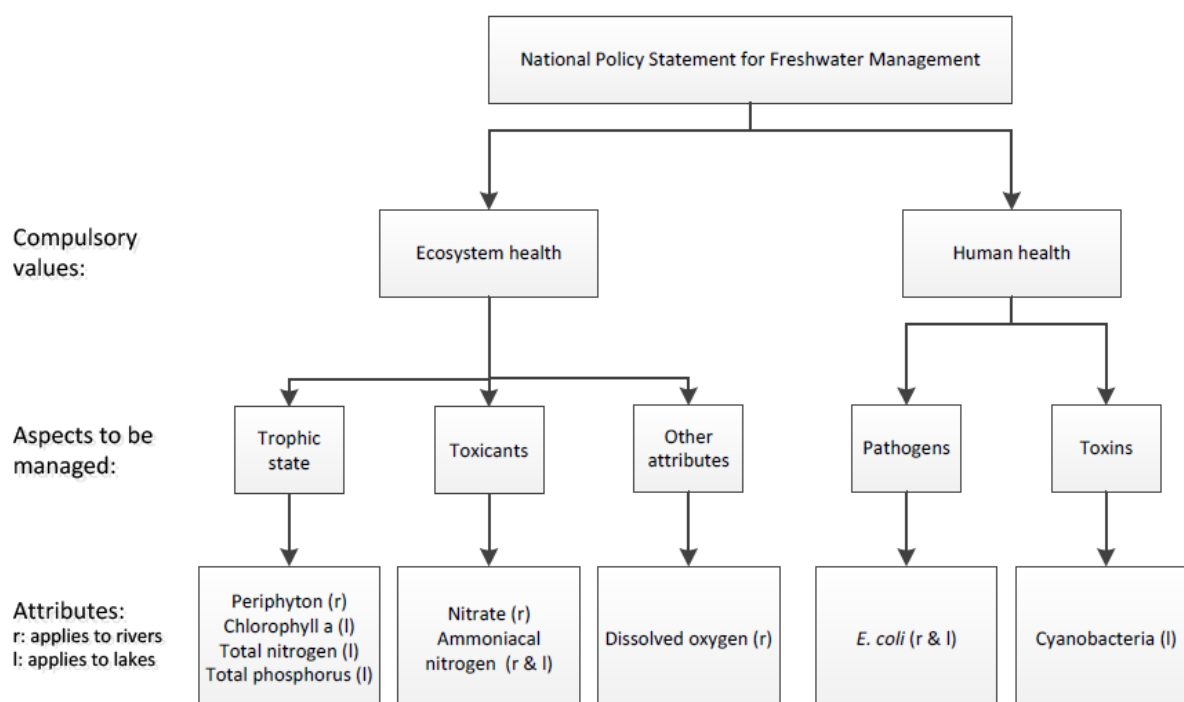 National Policy Statement for Freshwater Management
Compulsory
values:
Ecosystem health
Human health
Aspects to be
managed:
Trophic
state
Toxicants
Other
attributes
Pathogens
Toxins
Attributes:
r: applies to rivers
l: applies to lakes
Periphyton (r)
Chlorophyll a (l)
Total nitrogen (l)
Total phosphorus (l)
Nitrate (r)
Ammoniacal
nitrogen (r & l)
Dissolved oxygen (r)
E. coli (r & l)
Cyanobacteria (l)